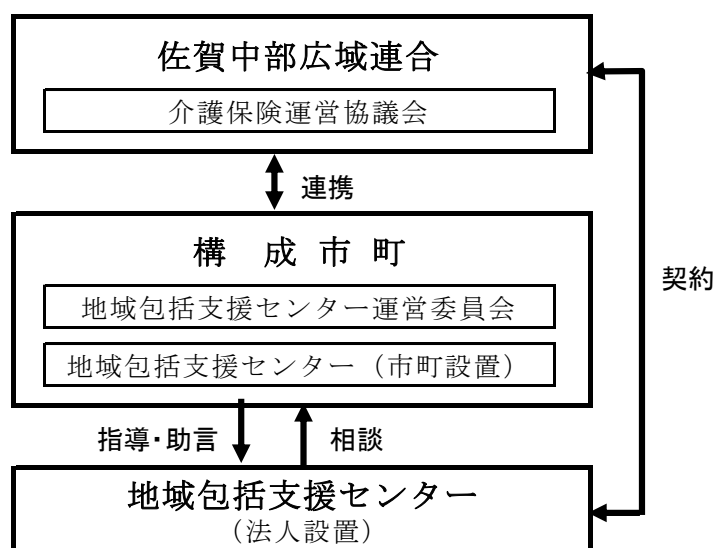 佐賀中部広域連合
介護保険運営協議会
連携
構成市町
地域包括支援センター運営委員会
地域包括支援センター（市町設置）
契約
指導・助言
相談
地域包括支援センター
（法人設置）